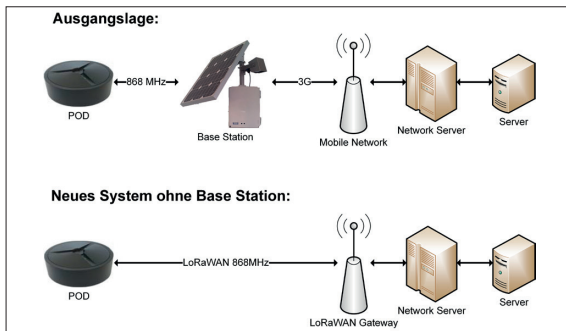 Ausgangslage:
868 MHz
3G
POD
Base Station
Mobile Network
Network Server
Server
Neues System ohne Base Station:
LoRaWAN 868MHz
POD
LoRaWAN Gateway
Network Server
Server